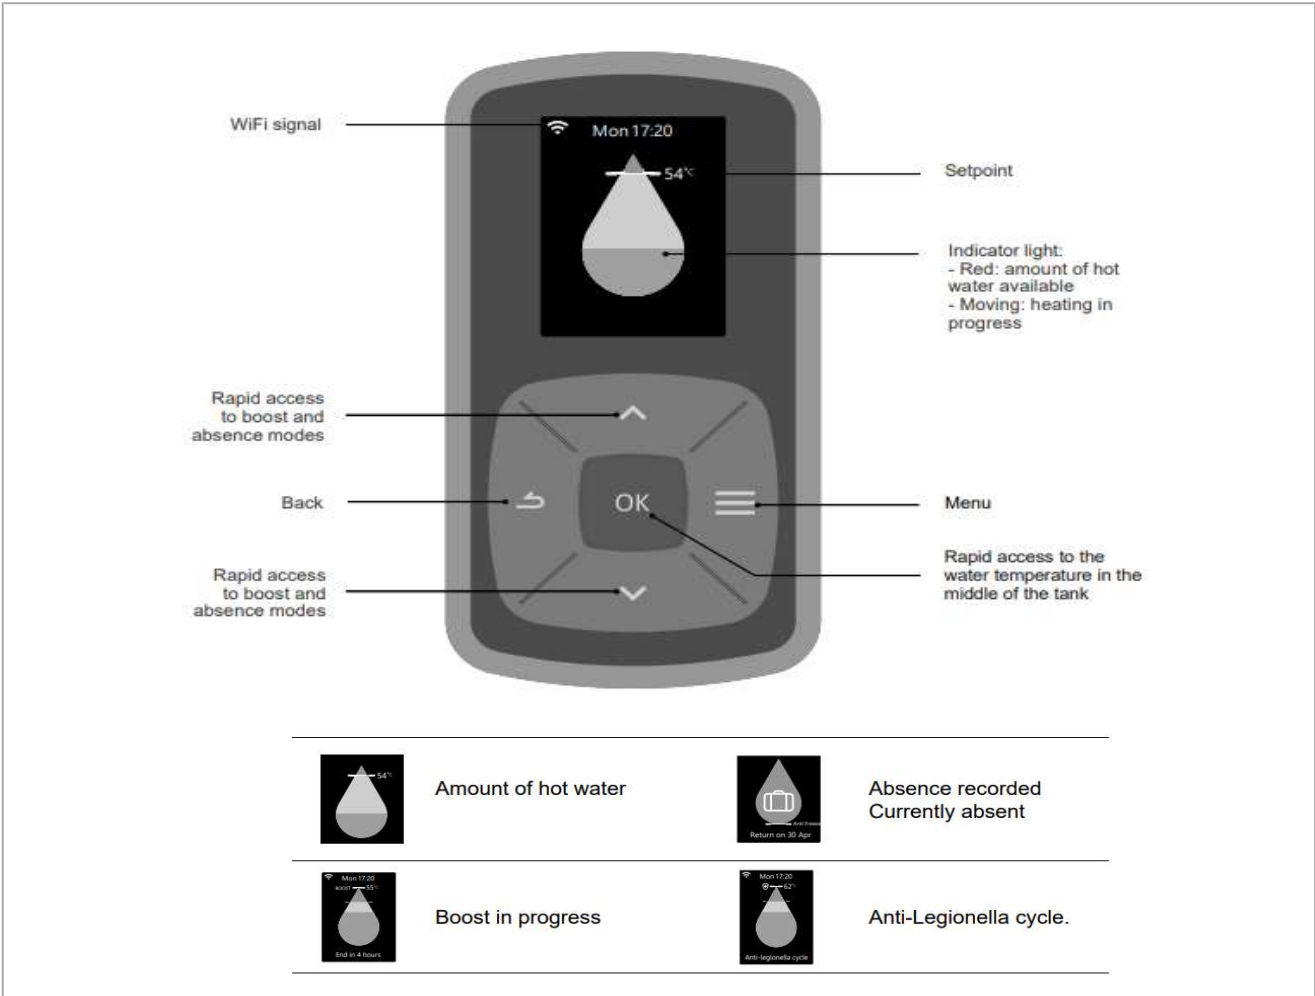 WiFi signal
Mon 17:20
54°C
Setpoint
Indicator light:
- Red: amount of hot
water available
- Moving: heating in
progress
Rapid access
to boost and
absence modes
Back
OK
Menu
Rapid access
to boost and
absence modes
Rapid access to the
water temperature in the
middle of the tank
54°C
Amount of hot water
Anti freeze
Return on 30 Apr
Absence recorded
Currently absent
Mon 17:20
BOOST 55°C
End in 4 hours
Boost in progress
Mon 17:20
62°C
Anti-legionella cycle
Anti-Legionella cycle.